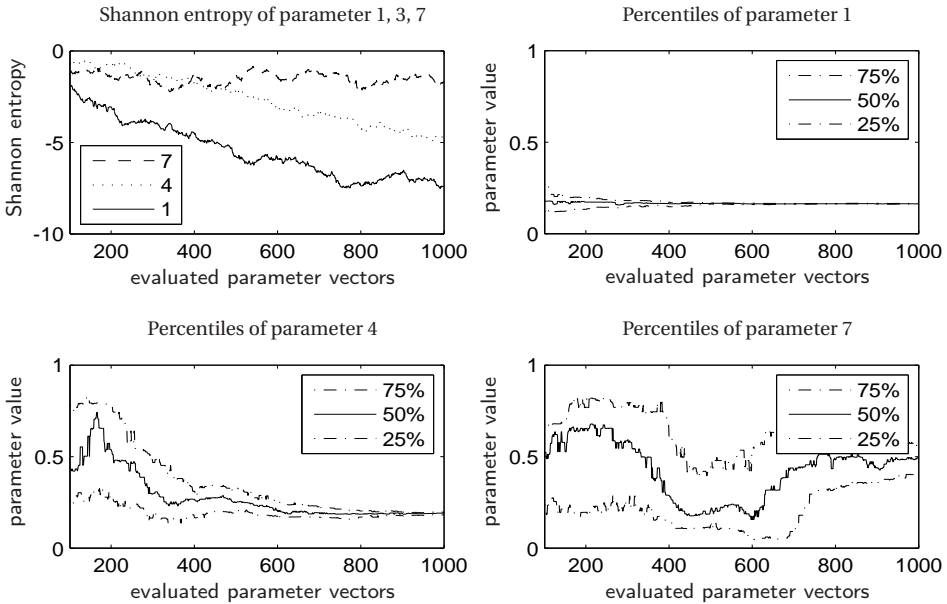 Shannon entropy of parameter 1, 3, 7
0
-5
-10
Shannon entropy
7
4
1
200 400 600 800 1000
evaluated parameter vectors
Percentiles of parameter 1
1
0.5
0
parameter value
75%
50%
25%
200 400 600 800 1000
evaluated parameter vectors
Percentiles of parameter 4
1
0.5
0
parameter value
75%
50%
25%
200 400 600 800 1000
evaluated parameter vectors
Percentiles of parameter 7
1
0.5
0
parameter value
75%
50%
25%
200 400 600 800 1000
evaluated parameter vectors